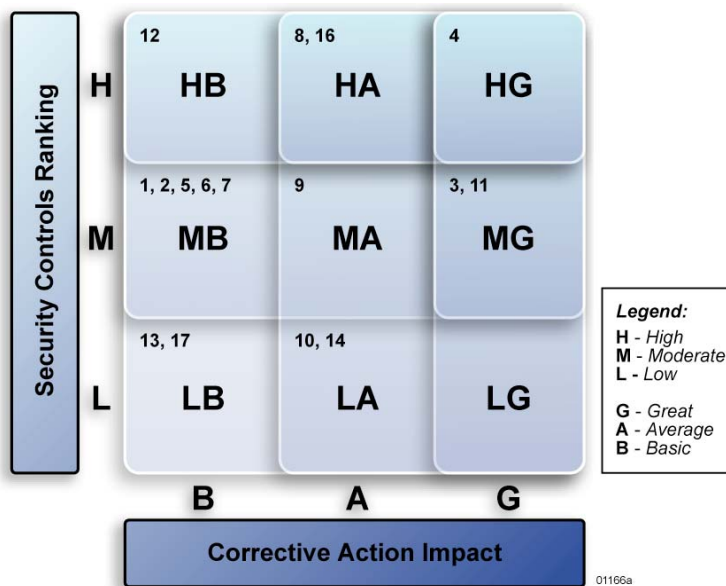 Security Controls Ranking
H
12
HB
8, 16
HA
4
HG
M
1, 2, 5, 6, 7
MB
9
MA
3, 11
MG
L
13, 17
LB
10, 14
LA
LG
B
A
G
Corrective Action Impact
Legend:
H - High
M - Moderate
L - Low
G - Great
A - Average
B - Basic
01166a